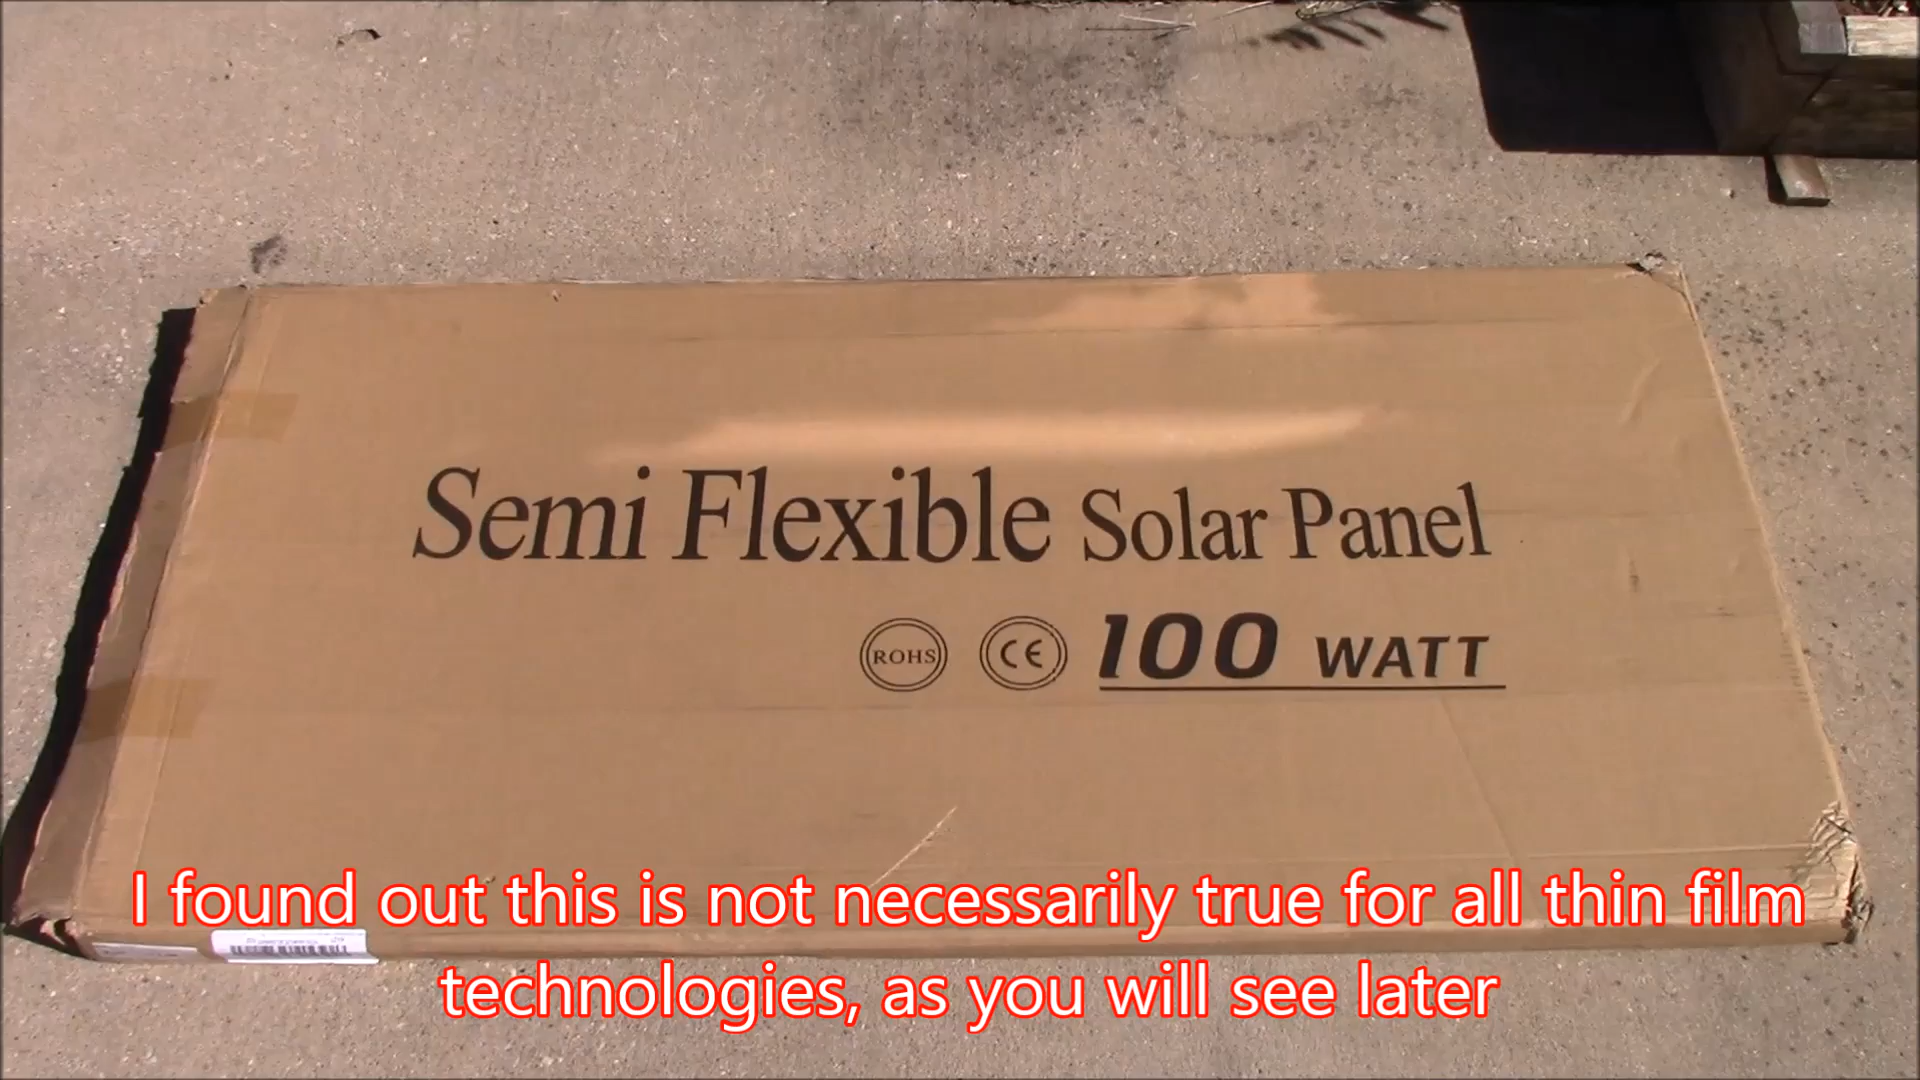 Semi Flexible Solar Panel
ROHS CE 100 WATT
I found out this is not necessarily true for all thin film
technologies, as you will see later